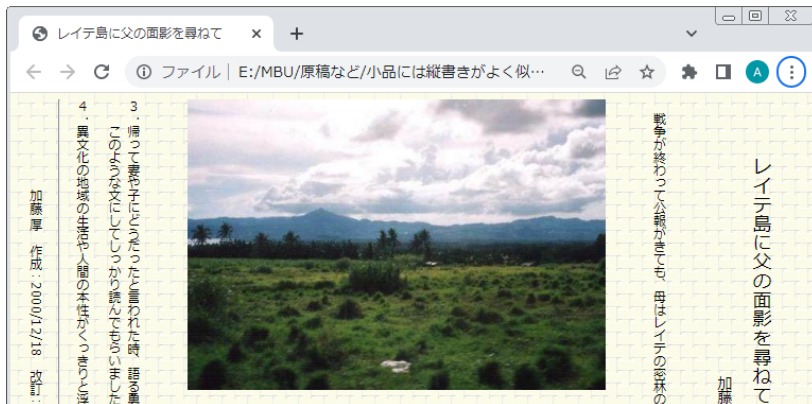 レイテ島に父の面影を尋ねて
ファイル
E:/MBU/原稿など/小品には縦書きがよく似…
A
レイテ島に父の面影を尋ねて
加藤
戦争が終わって公報がきても、母はレイテの密林の
3．帰って妻や子にどうだったと言われた時、語る勇
このような文にしてしっかり読んでもらいました
4．異文化の地域の生活や人間の本性がくっきりと浮
加藤 厚　作成：2000/12/18　改訂：